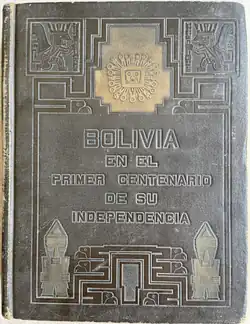 BOLIVIA
EN EL
PRIMER CENTENARIO
DE SU
INDEPENDENCIA